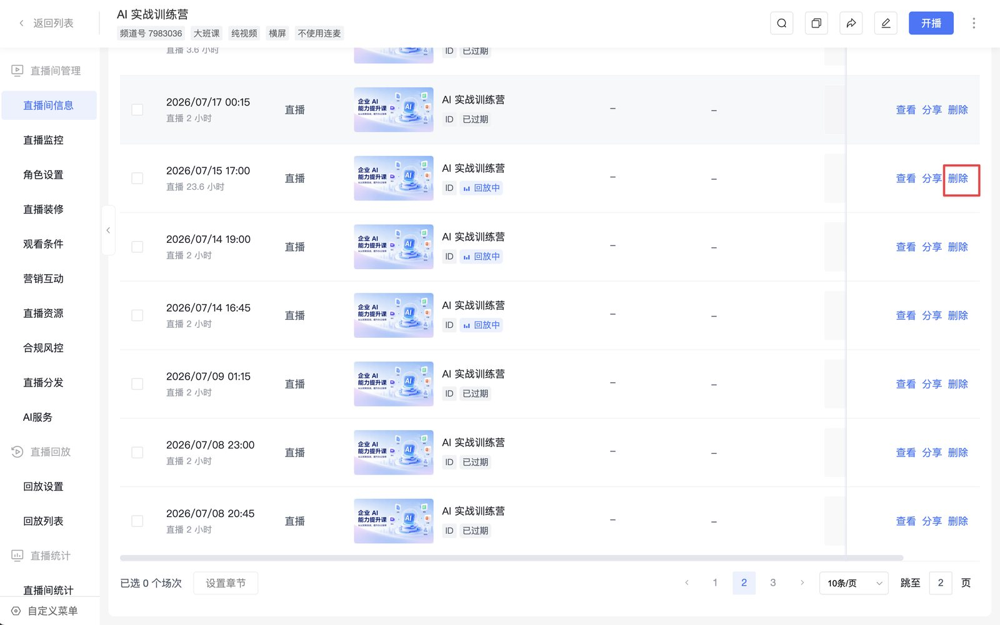 返回列表
AI 实战训练营
频道号 7983036 大班课 纯视频 横屏 不使用连麦
开播
直播间管理
直播间信息
直播监控
角色设置
直播装修
观看条件
营销互动
直播资源
合规风控
直播分发
AI服务
直播回放
回放设置
回放列表
直播统计
直播间统计
自定义菜单
直播 3.6 小时
ID 已过期
2026/07/17 00:15
直播 2 小时
直播
企业 AI
能力提升课
AI
AI 实战训练营
ID 已过期
–
–
查看 分享 删除
2026/07/15 17:00
直播 23.6 小时
直播
企业 AI
能力提升课
AI
AI 实战训练营
ID 回放中
–
–
查看 分享 删除
2026/07/14 19:00
直播 2 小时
直播
企业 AI
能力提升课
AI
AI 实战训练营
ID 回放中
–
–
查看 分享 删除
2026/07/14 16:45
直播 2 小时
直播
企业 AI
能力提升课
AI
AI 实战训练营
ID 回放中
–
–
查看 分享 删除
2026/07/09 01:15
直播 2 小时
直播
企业 AI
能力提升课
AI
AI 实战训练营
ID 已过期
–
–
查看 分享 删除
2026/07/08 23:00
直播 2 小时
直播
企业 AI
能力提升课
AI
AI 实战训练营
ID 已过期
–
–
查看 分享 删除
2026/07/08 20:45
直播 2 小时
直播
企业 AI
能力提升课
AI
AI 实战训练营
ID 已过期
–
–
查看 分享 删除
已选 0 个场次 设置章节
1 2 3 10条/页 跳至 2 页